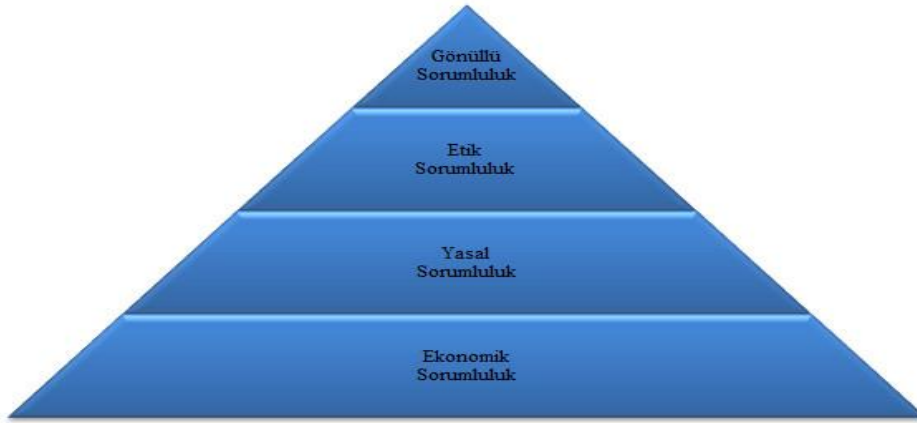 Gönüllü
Sorumluluk
Etik
Sorumluluk
Yasal
Sorumluluk
Ekonomik
Sorumluluk